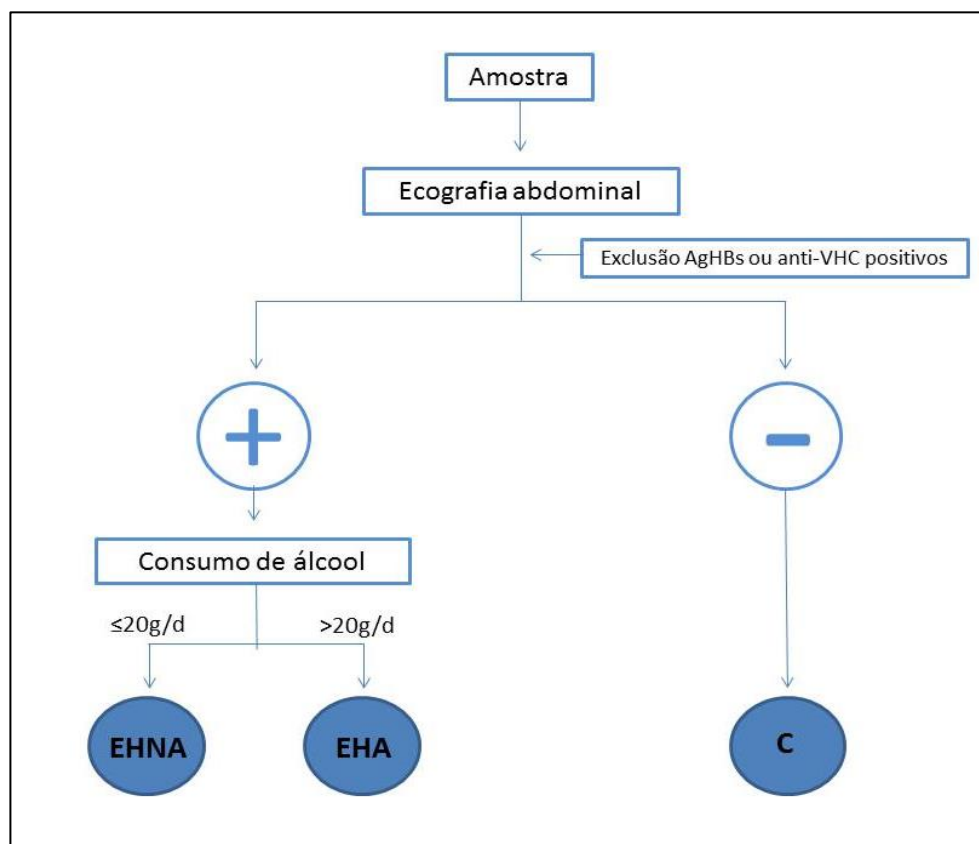 Amostra
Ecografia abdominal
Exclusão AgHBs ou anti-VHC positivos
+
-
Consumo de álcool
≤20g/d
>20g/d
EHNA
EHA
C